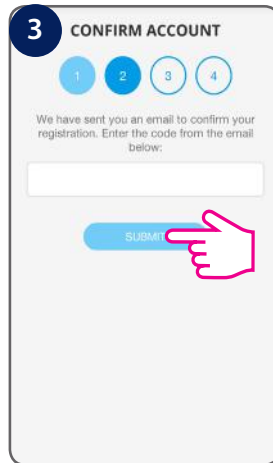 3
CONFIRM ACCOUNT
1 2 3 4
We have sent you an email to confirm your
registration. Enter the code from the email
below:
SUBMIT